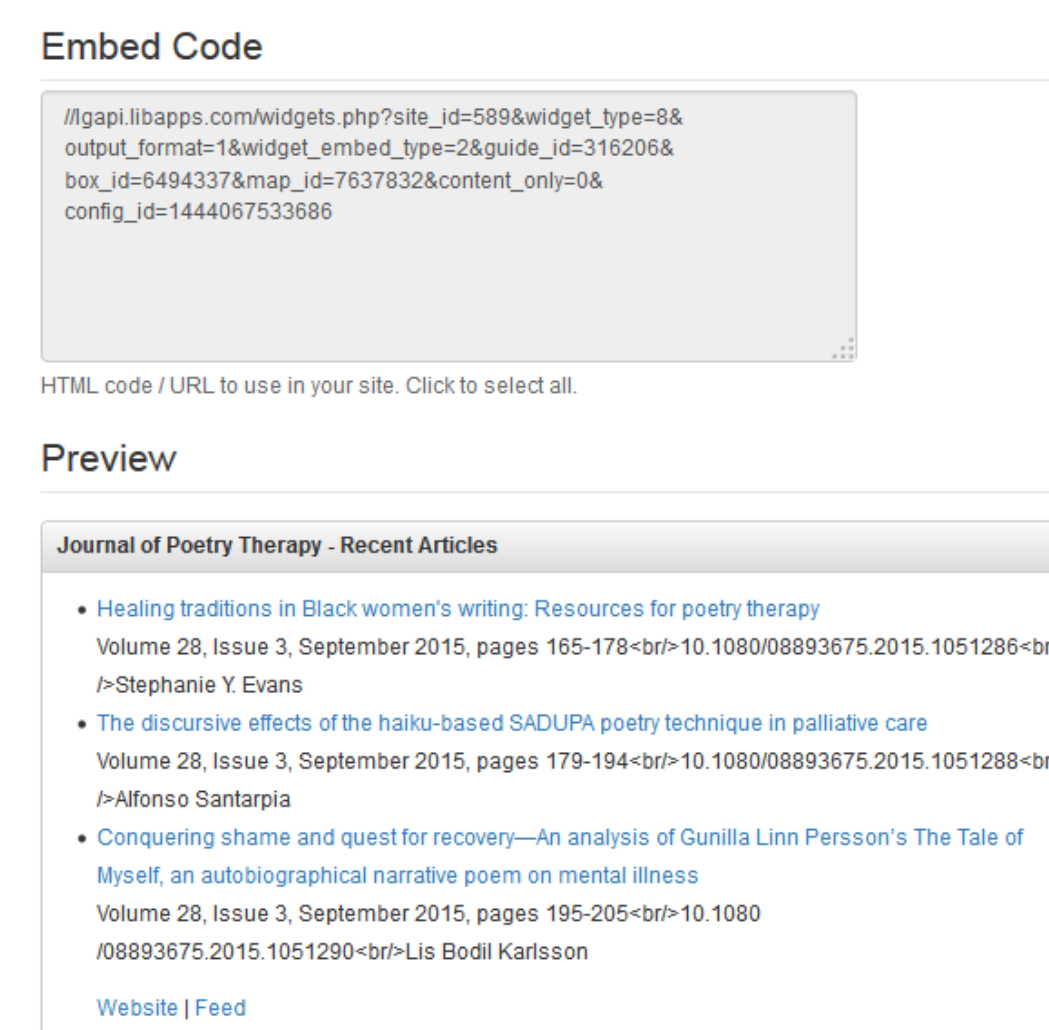 Embed Code
//lgapi.libapps.com/widgets.php?site_id=589&widget_type=8&
output_format=1&widget_embed_type=2&guide_id=316206&
box_id=6494337&map_id=7637832&content_only=0&
config_id=1444067533686
HTML code / URL to use in your site. Click to select all.
Preview
Journal of Poetry Therapy - Recent Articles
• Healing traditions in Black women's writing: Resources for poetry therapy
Volume 28, Issue 3, September 2015, pages 165-178<br/>10.1080/08893675.2015.1051286<br
/>Stephanie Y. Evans
• The discursive effects of the haiku-based SADUPA poetry technique in palliative care
Volume 28, Issue 3, September 2015, pages 179-194<br/>10.1080/08893675.2015.1051288<br
/>Alfonso Santarpia
• Conquering shame and quest for recovery—An analysis of Gunilla Linn Persson's The Tale of
Myself, an autobiographical narrative poem on mental illness
Volume 28, Issue 3, September 2015, pages 195-205<br/>10.1080
/08893675.2015.1051290<br/>Lis Bodil Karlsson
Website | Feed